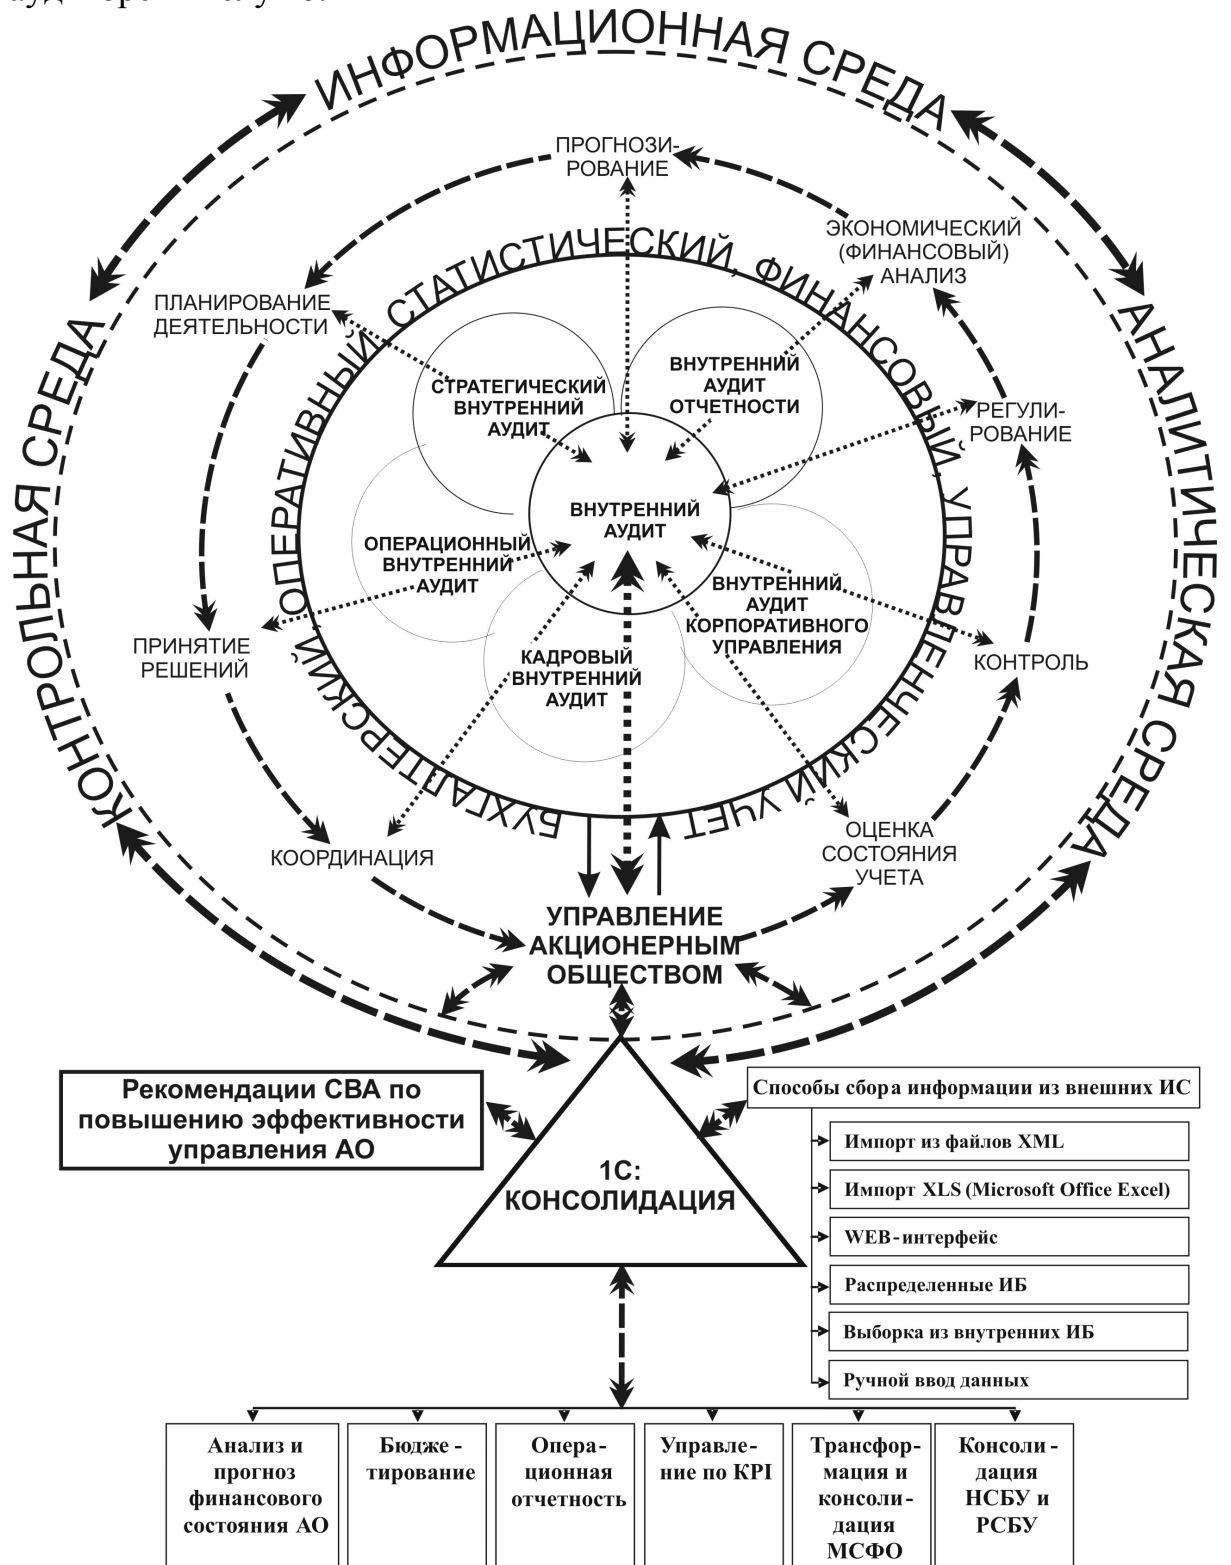 ИНФОРМАЦИОННАЯ СРЕДА
КОНТРОЛЬНАЯ СРЕДА
АНАЛИТИЧЕСКАЯ СРЕДА
ПРОГНОЗИ-
РОВАНИЕ
ЭКОНОМИЧЕСКИЙ
(ФИНАНСОВЫЙ)
АНАЛИЗ
ПЛАНИРОВАНИЕ
ДЕЯТЕЛЬНОСТИ
РЕГУЛИ-
РОВАНИЕ
БУХГАЛТЕРСКИЙ, ОПЕРАТИВНЫЙ, СТАТИСТИЧЕСКИЙ, ФИНАНСОВЫЙ, УПРАВЛЕНЧЕСКИЙ УЧЕТ
СТРАТЕГИЧЕСКИЙ
ВНУТРЕННИЙ
АУДИТ
ВНУТРЕННИЙ
АУДИТ
ОТЧЕТНОСТИ
ВНУТРЕННИЙ
АУДИТ
ОПЕРАЦИОННЫЙ
ВНУТРЕННИЙ
АУДИТ
ВНУТРЕННИЙ
АУДИТ
КОРПОРАТИВНОГО
УПРАВЛЕНИЯ
КАДРОВЫЙ
ВНУТРЕННИЙ
АУДИТ
ПРИНЯТИЕ
РЕШЕНИЙ
КОНТРОЛЬ
КООРДИНАЦИЯ
ОЦЕНКА
СОСТОЯНИЯ
УЧЕТА
УПРАВЛЕНИЕ
АКЦИОНЕРНЫМ
ОБЩЕСТВОМ
Рекомендации СВА по
повышению эффективности
управления АО
1С:
КОНСОЛИДАЦИЯ
Способы сбора информации из внешних ИС
Импорт из файлов XML
Импорт XLS (Microsoft Office Excel)
WEB-интерфейс
Распределенные ИБ
Выборка из внутренних ИБ
Ручной ввод данных
Анализ и
прогноз
финансового
состояния АО
Бюдже-
тирование
Опера-
ционная
отчетность
Управле-
ние по KPI
Трансфор-
мация и
консоли-
дация
МСФО
Консоли-
дация
НСБУ и
РСБУ